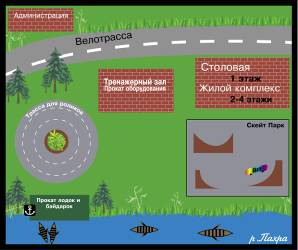 Администрация
Велотрасса
Тренажерный зал
Прокат оборудования
Столовая
1 этаж
Жилой комплекс
2-4 этажи
Трасса для роликов
Скейт Парк
Прокат лодок и
байдарок
р. Пахра